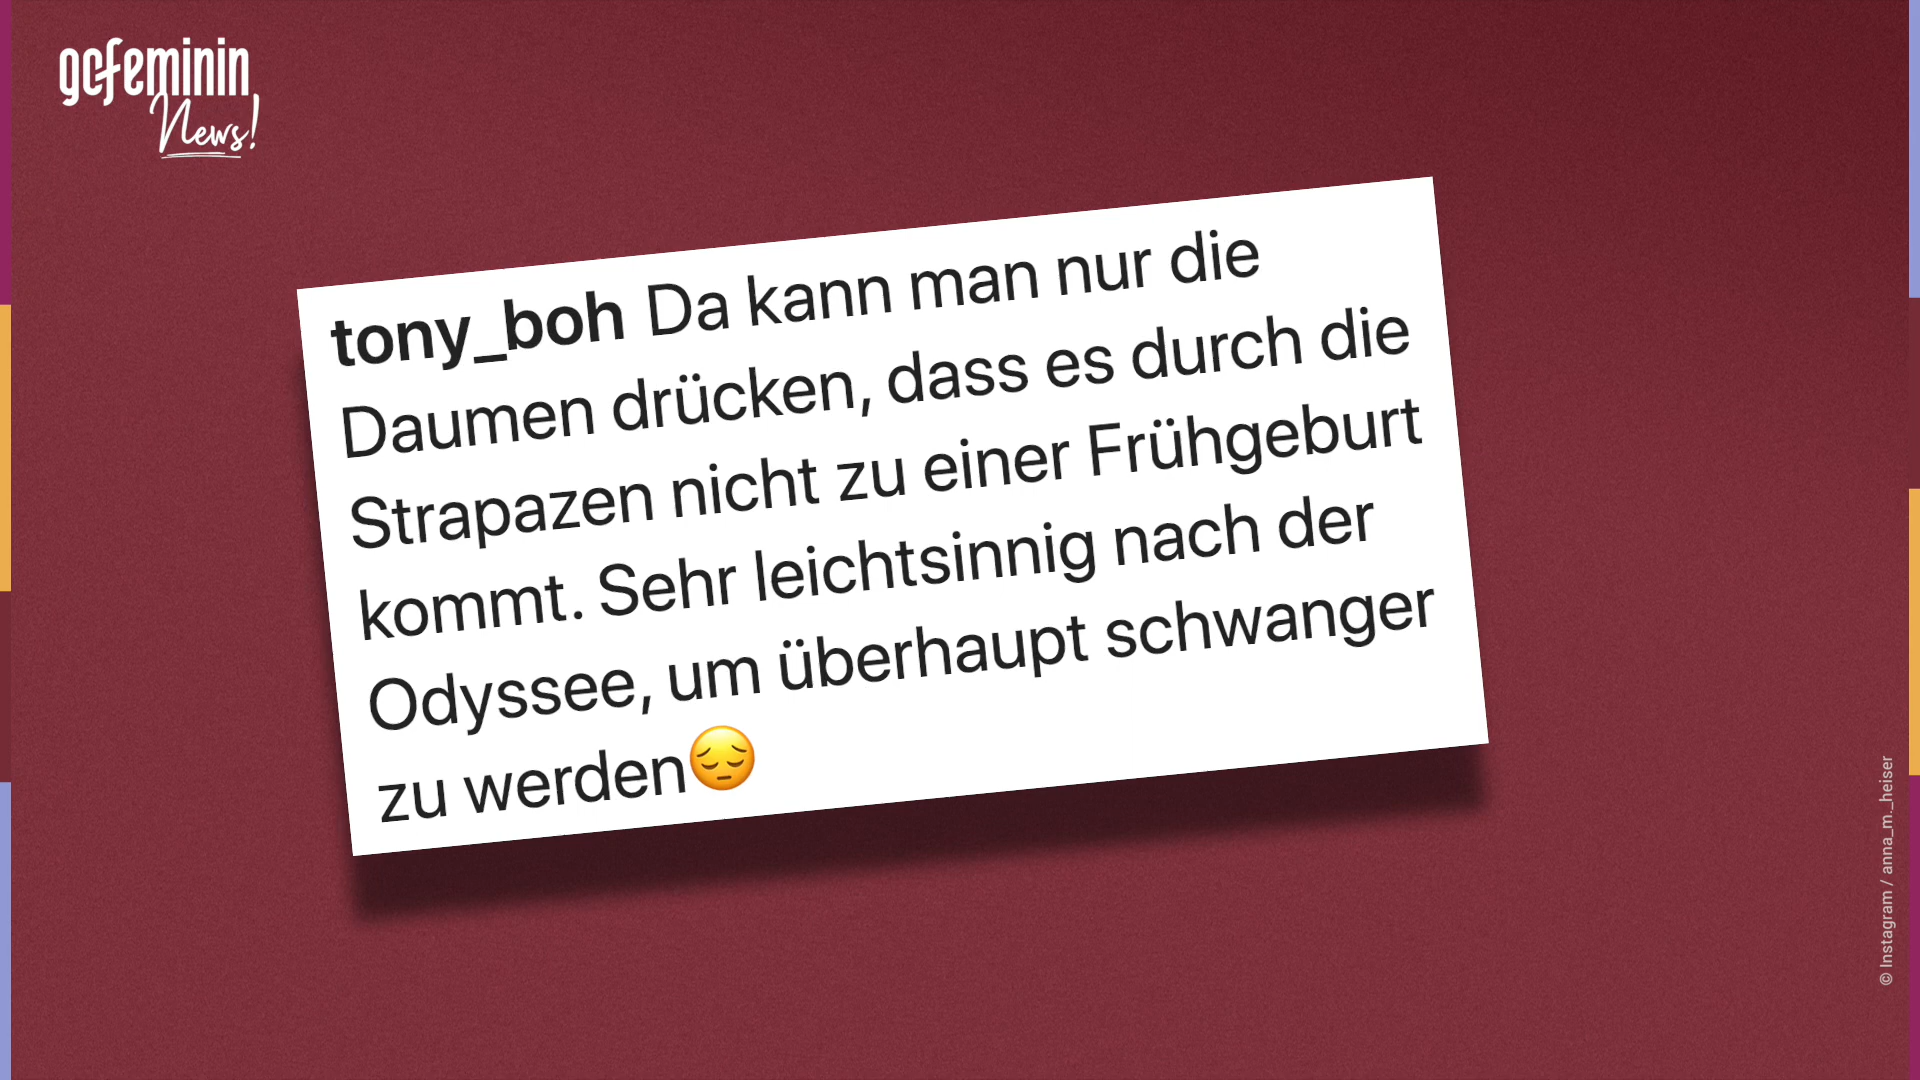 gofeminin
News!
tony_boh Da kann man nur die
Daumen drücken, dass es durch die
Strapazen nicht zu einer Frühgeburt
kommt. Sehr leichtsinnig nach der
Odyssee, um überhaupt schwanger
zu werden😔
© Instagram / anna_m._heiser